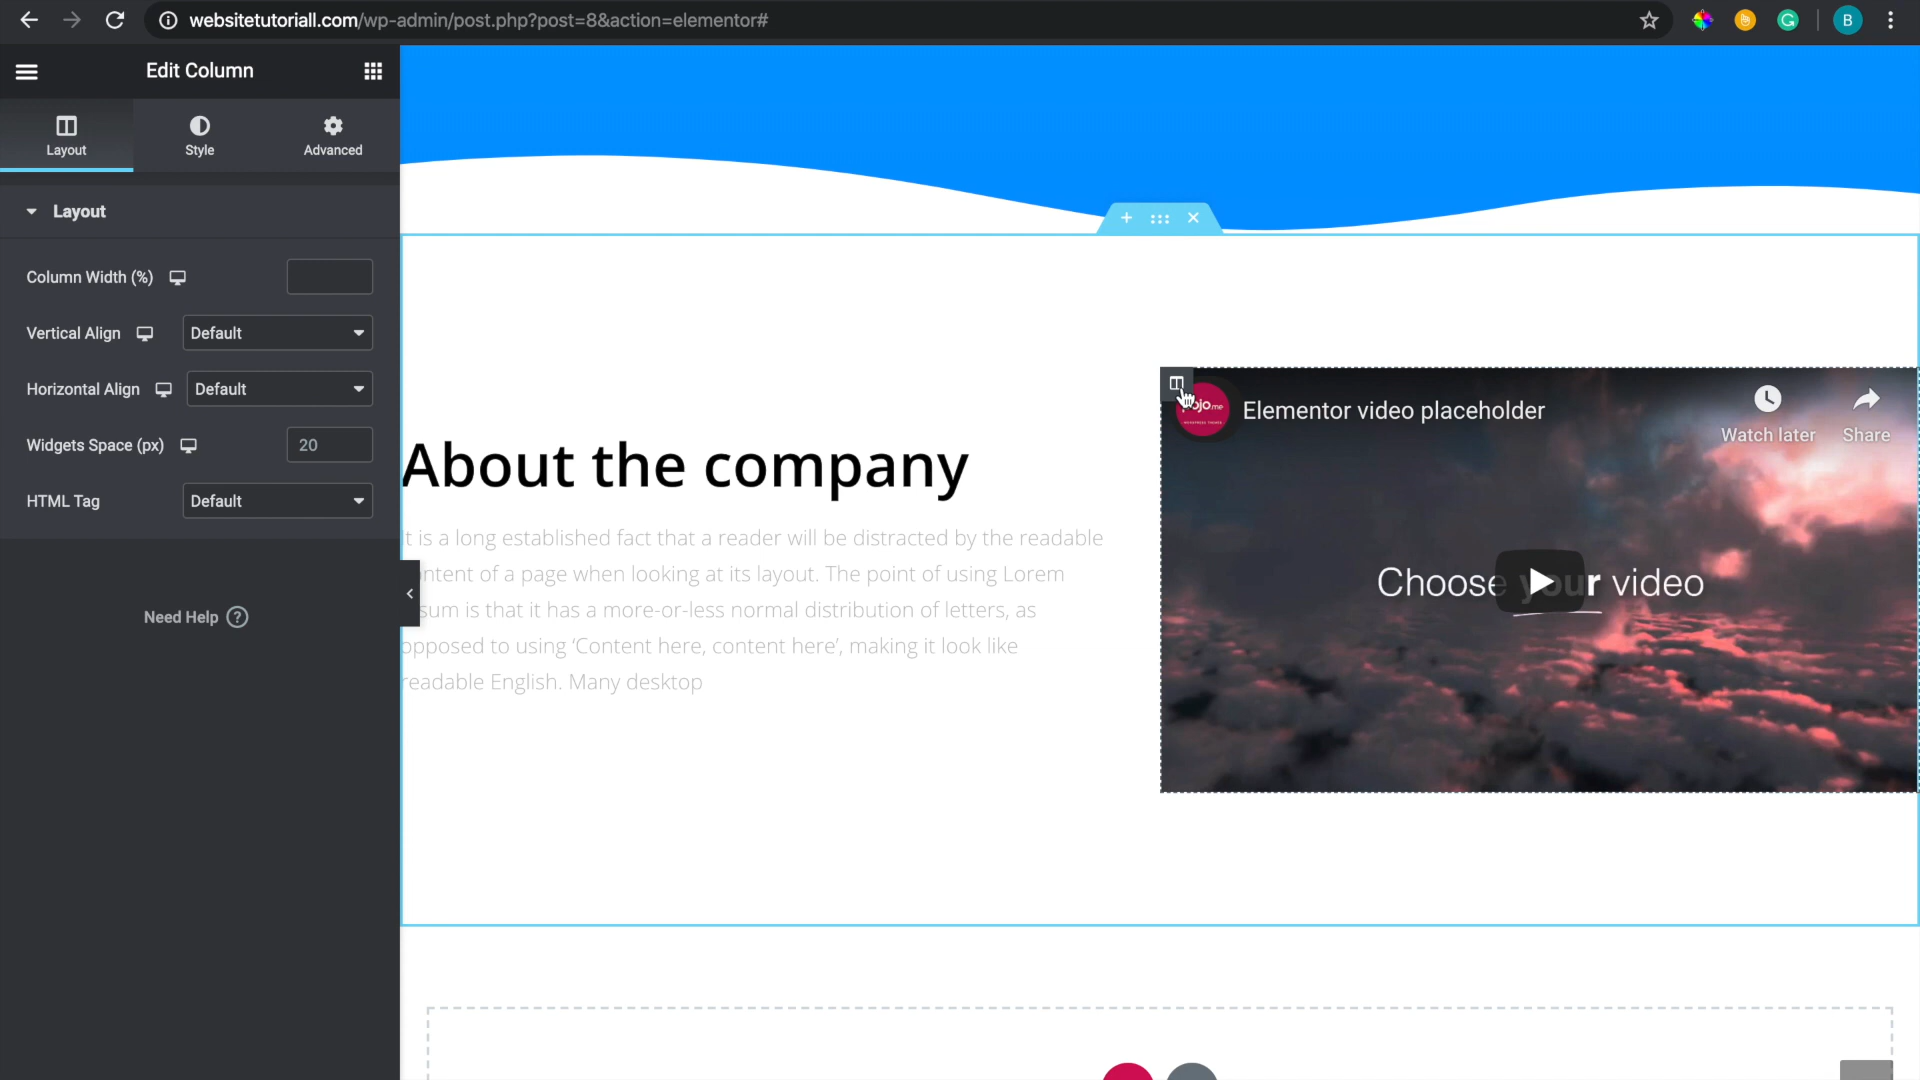 websitetutoriall.com/wp-admin/post.php?post=8&action=elementor#
B
Edit Column
Layout
Style
Advanced
Layout
Column Width (%)
Vertical Align
Default
Horizontal Align
Default
Widgets Space (px)
20
HTML Tag
Default
Need Help ?
About the company
t is a long established fact that a reader will be distracted by the readable
ntent of a page when looking at its layout. The point of using Lorem
sum is that it has a more-or-less normal distribution of letters, as
opposed to using ‘Content here, content here’, making it look like
readable English. Many desktop
Elementor video placeholder
Watch later
Share
Choose your video